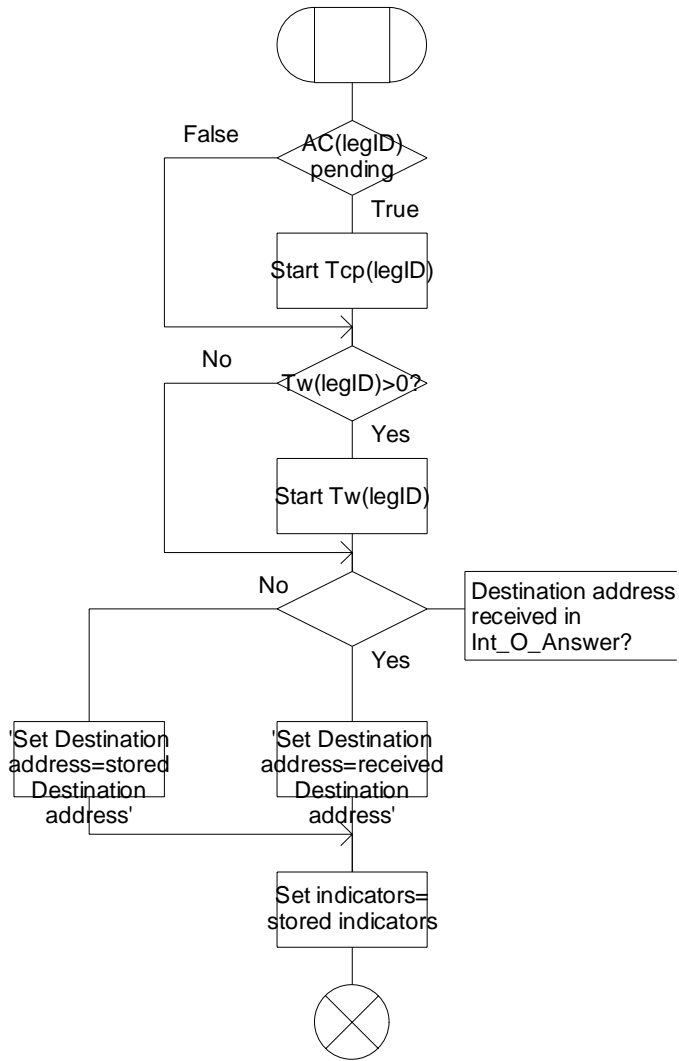 False
AC(legID)
pending
True
Start Tcp(legID)
No
Tw(legID)>0?
Yes
Start Tw(legID)
No
Destination address
received in
Int_O_Answer?
Yes
'Set Destination
address=stored
Destination
address'
'Set Destination
address=received
Destination
address'
Set indicators=
stored indicators